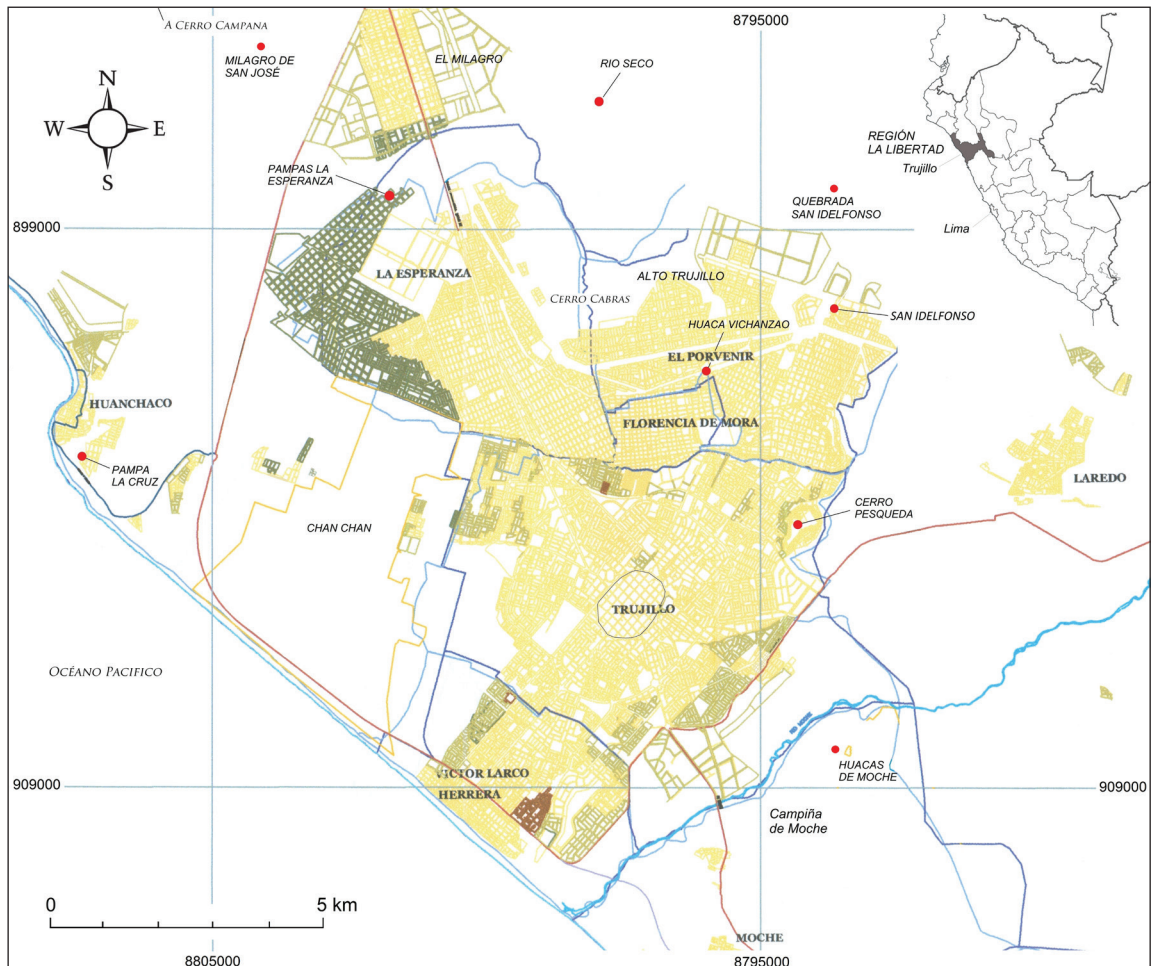 A CERRO CAMPANA
8795000
MILAGRO DE
SAN JOSÉ
EL MILAGRO
RIO SECO
N
W
E
S
REGIÓN
LA LIBERTAD
Trujillo
Lima
PAMPAS LA
ESPERANZA
QUEBRADA
SAN IDELFONSO
899000
LA ESPERANZA
ALTO TRUJILLO
CERRO CABRAS
SAN IDELFONSO
HUACA VICHANZAO
EL PORVENIR
HUANCHACO
FLORENCIA DE MORA
PAMPA
LA CRUZ
LAREDO
CERRO
PESQUEDA
CHAN CHAN
TRUJILLO
OCÉANO PACIFICO
RIO MOCHE
HUACAS
DE MOCHE
VICTOR LARCO
HERRERA
909000
909000
Campiña
de Moche
0
5 km
MOCHE
8805000
8795000